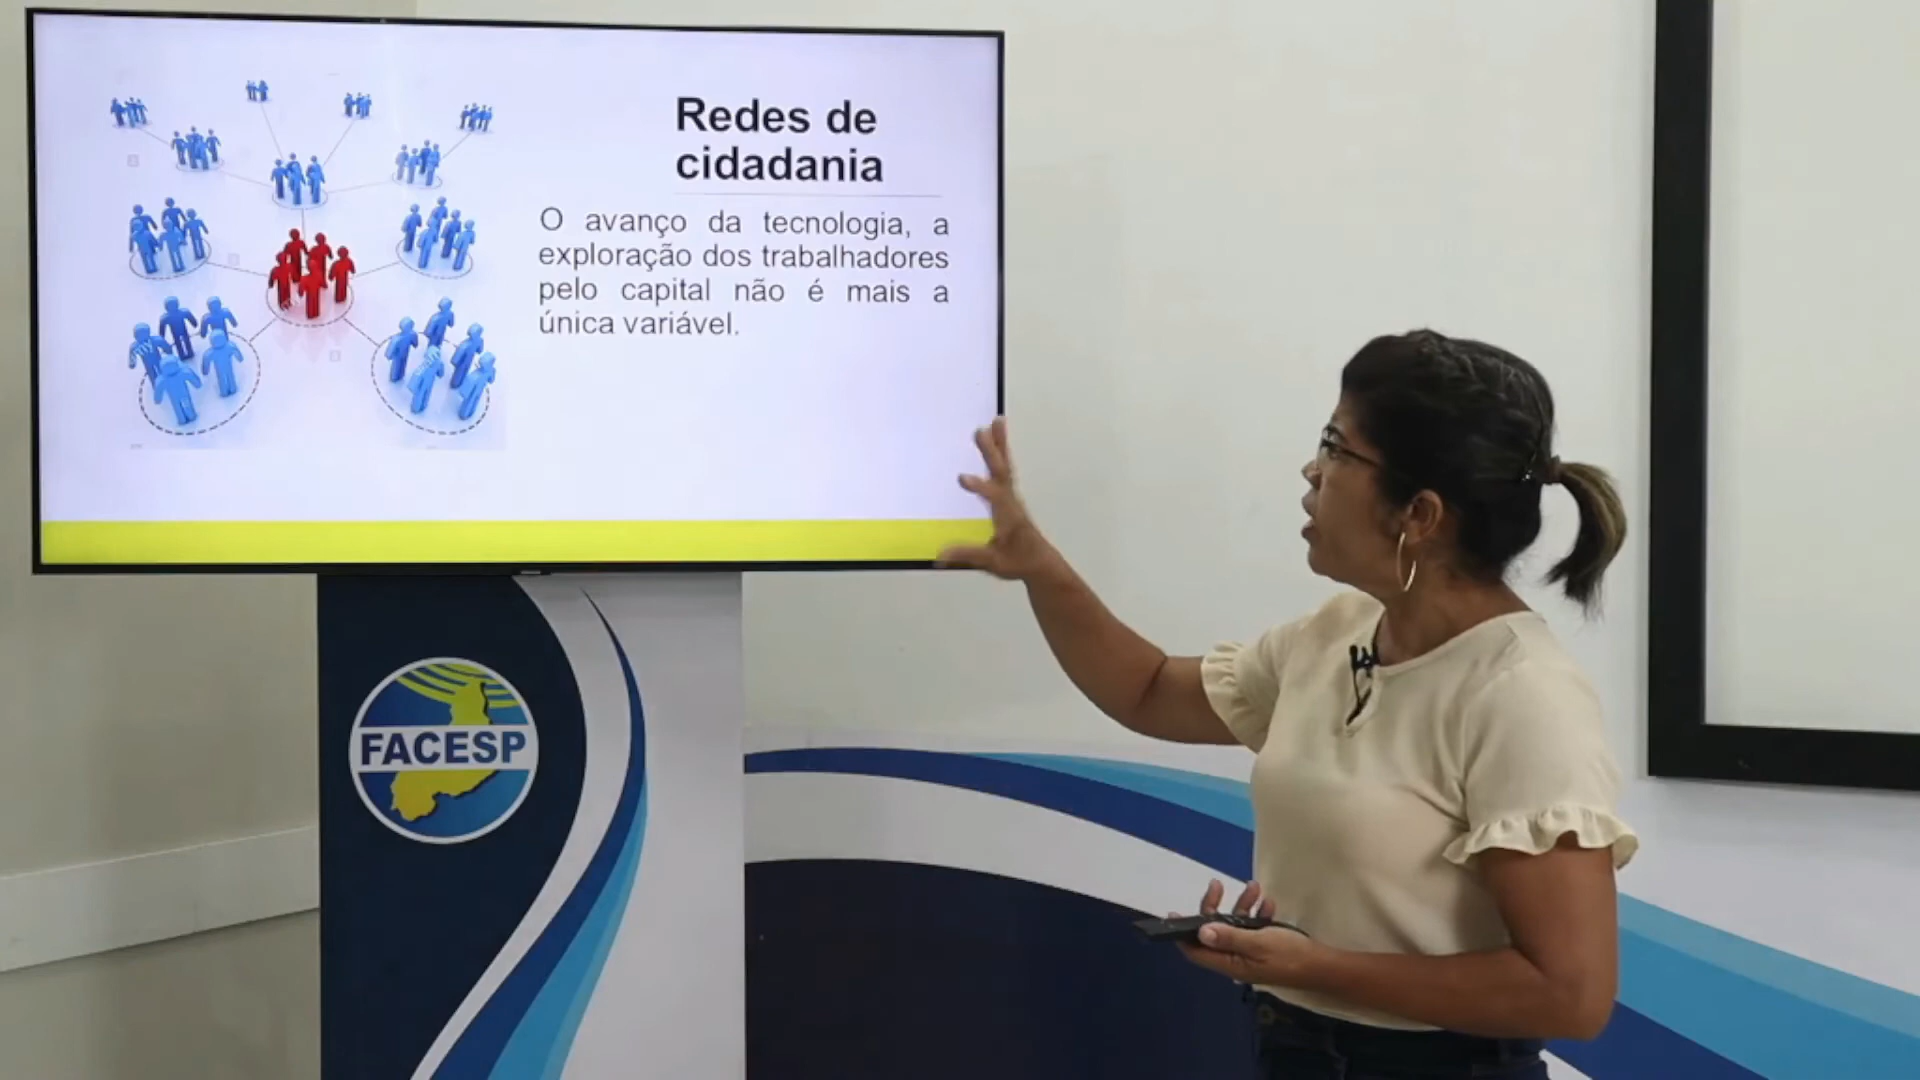 Redes de
cidadania
O avanço da tecnologia, a
exploração dos trabalhadores
pelo capital não é mais a
única variável.
FACESP